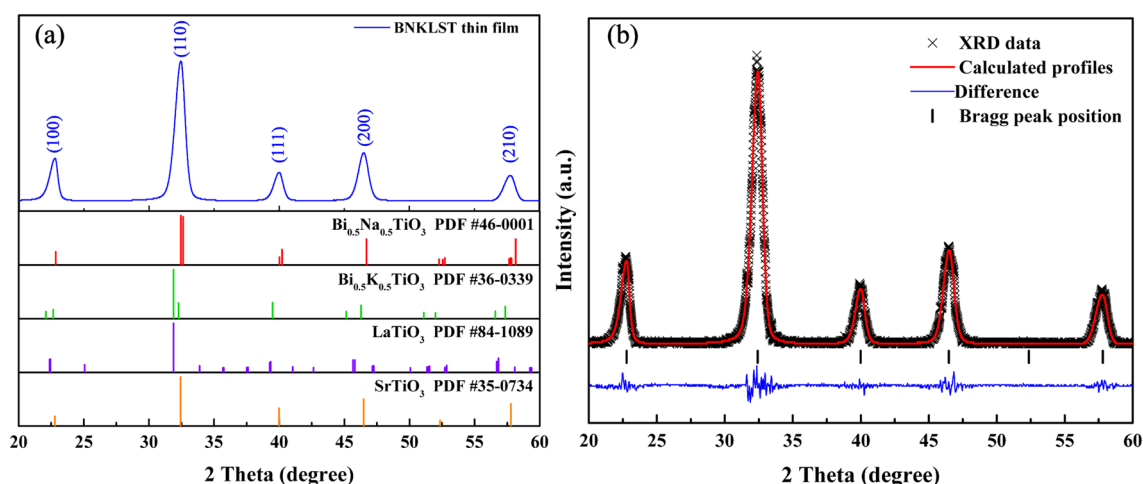 (a)
BNKLST thin film
(100)
(110)
(111)
(200)
(210)
Bi₀.₅Na₀.₅TiO₃ PDF #46-0001
Bi₀.₅K₀.₅TiO₃ PDF #36-0339
LaTiO₃ PDF #84-1089
SrTiO₃ PDF #35-0734
20 25 30 35 40 45 50 55 60
2 Theta (degree)
(b)
XRD data
Calculated profiles
Difference
Bragg peak position
Intensity (a.u.)
20 25 30 35 40 45 50 55 60
2 Theta (degree)